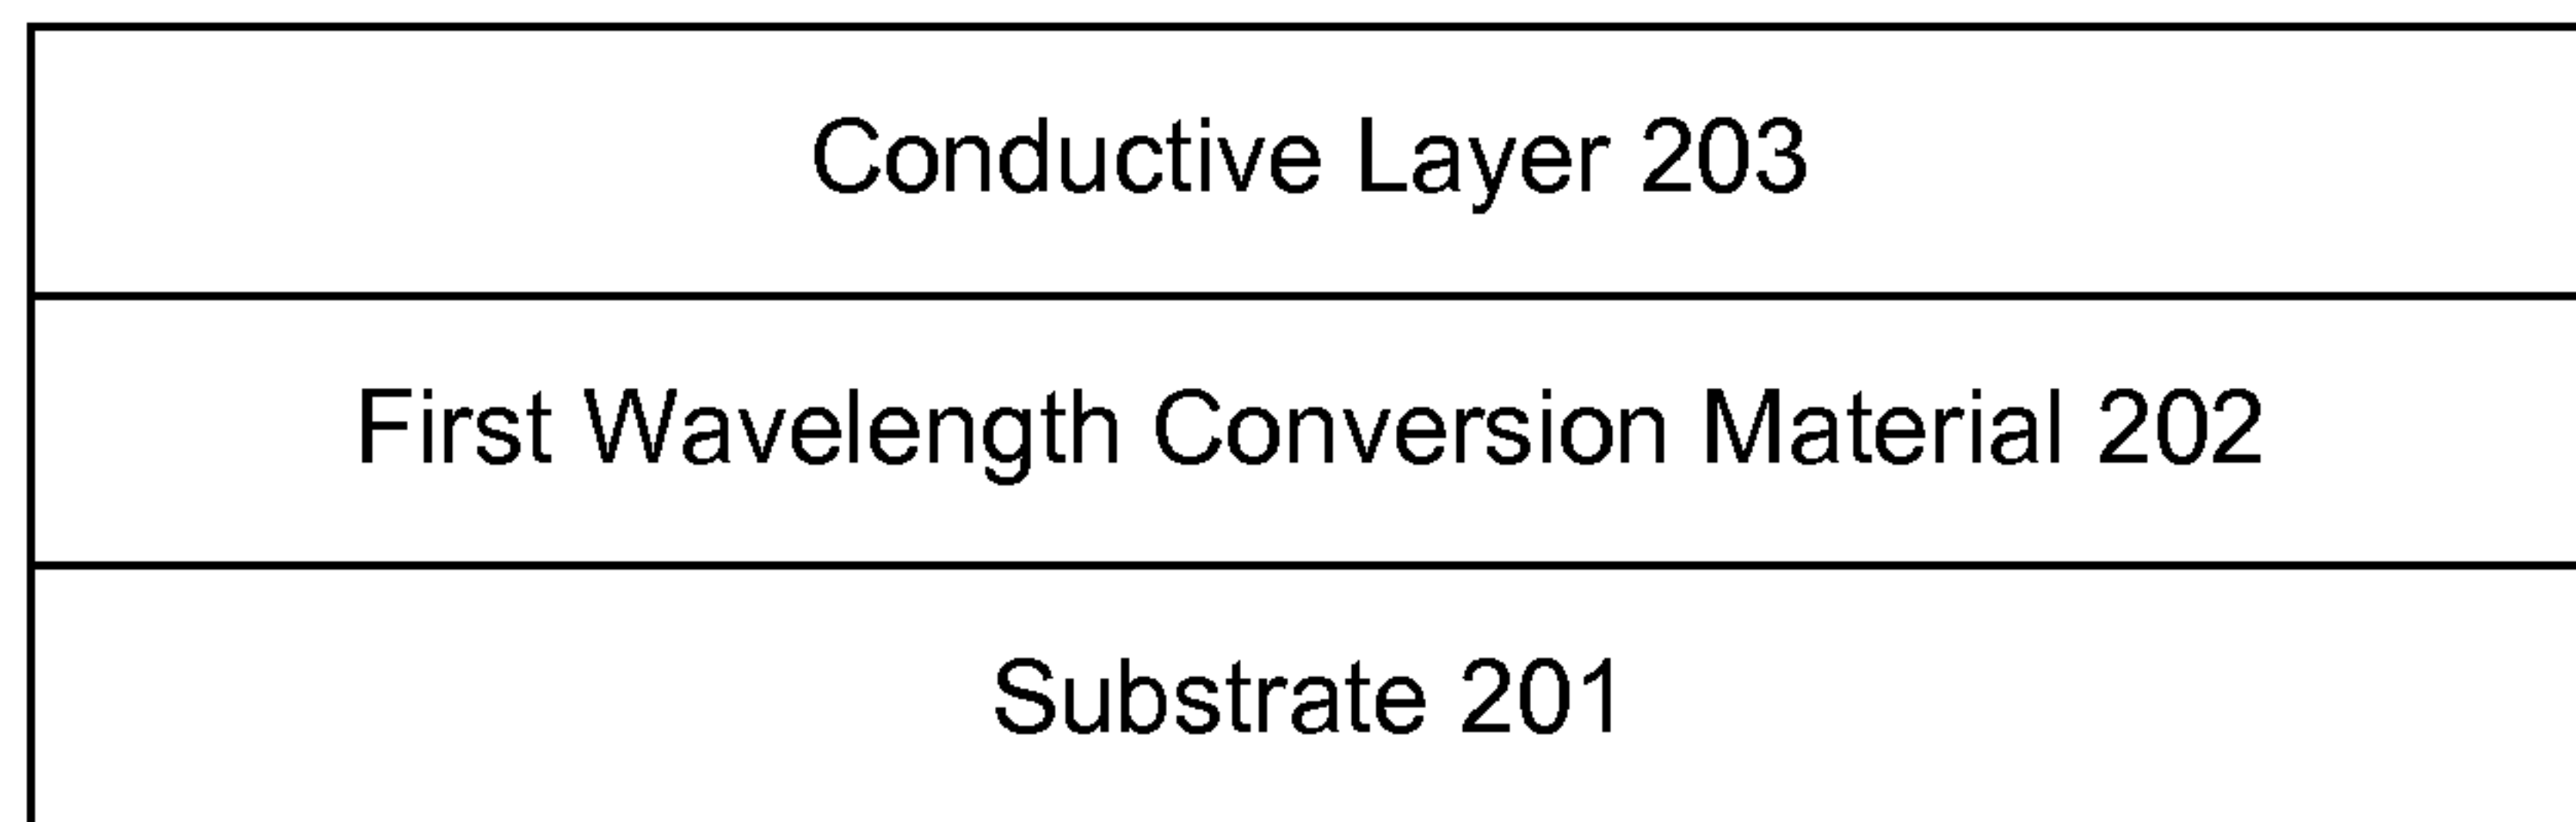 Conductive Layer 203
First Wavelength Conversion Material 202
Substrate 201